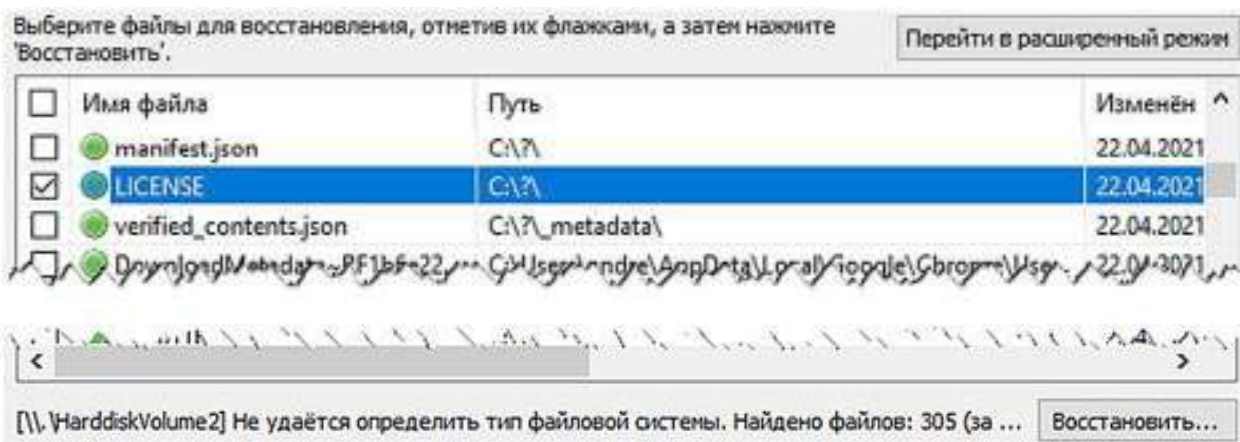 Выберите файлы для восстановления, отметив их флажками, а затем нажмите
'Восстановить'.
Перейти в расширенный режим
Имя файла Путь Изменён
manifest.json C:\?\ 22.04.2021
LICENSE C:\?\ 22.04.2021
verified_contents.json C:\?\_metadata\ 22.04.2021
[\\.\HarddiskVolume2] Не удаётся определить тип файловой системы. Найдено файлов: 305 (за ...
Восстановить...